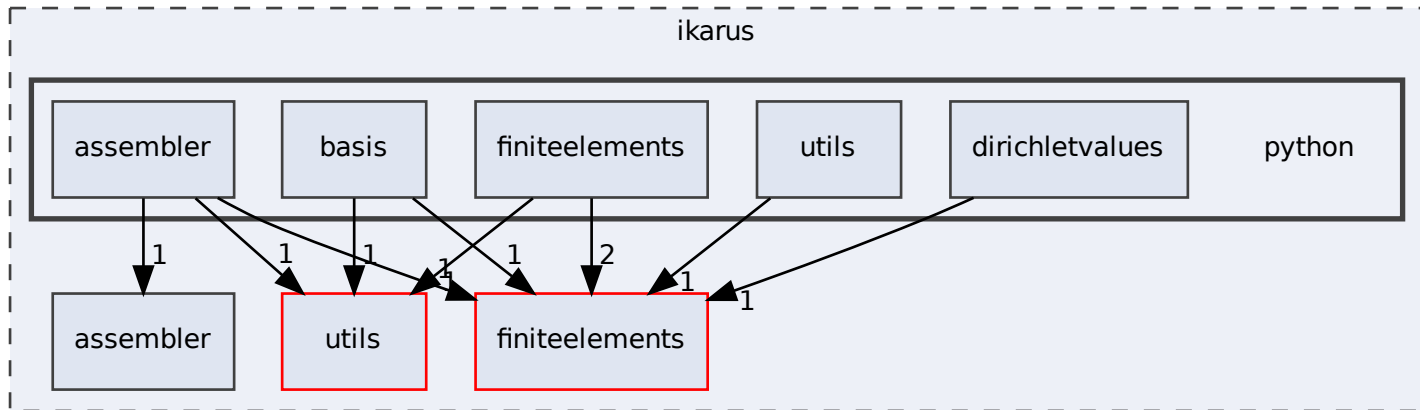 ikarus
assembler
basis
finiteelements
utils
dirichletvalues
python
1
1
1
1
1
1
2
1
1
assembler
utils
finiteelements